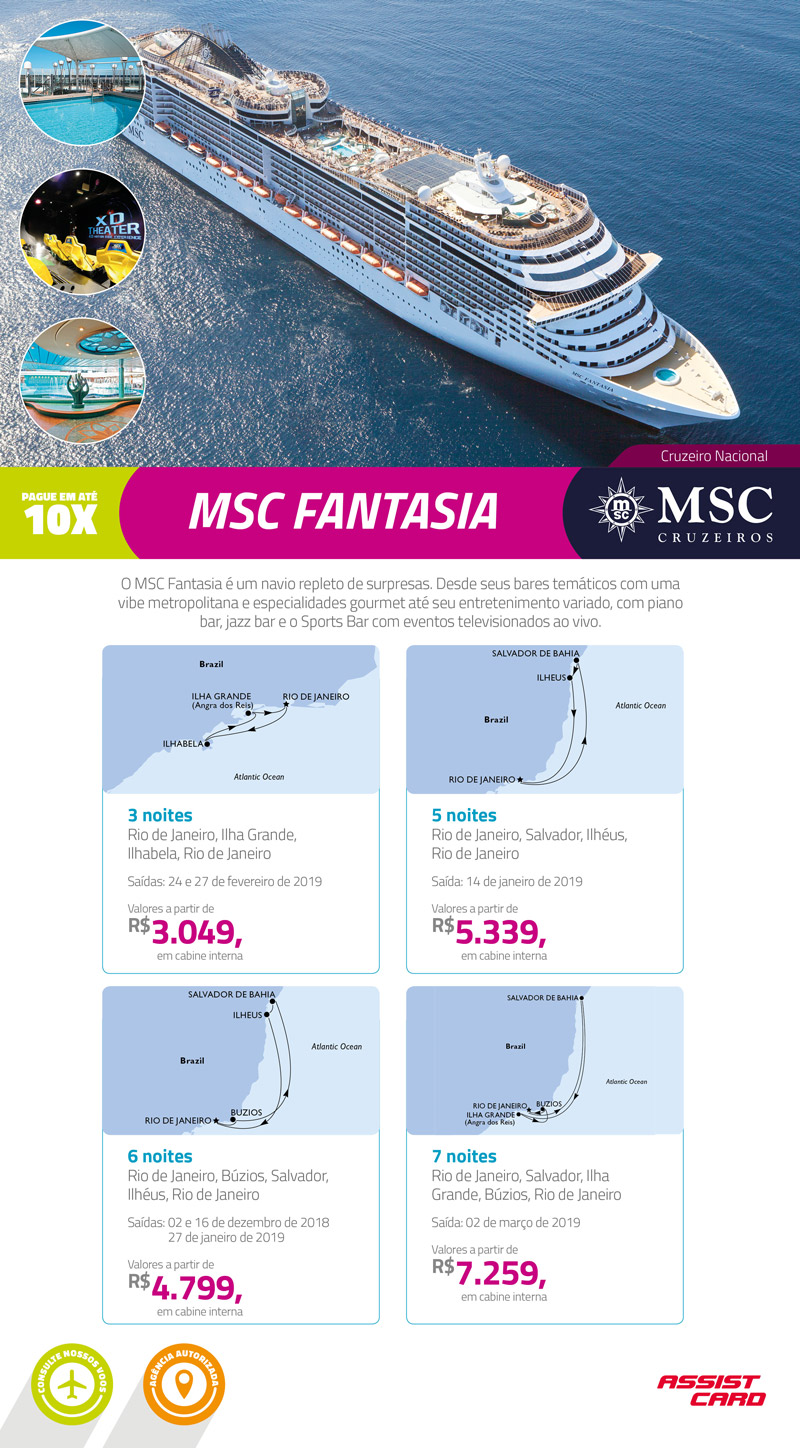 MSC
XD
THEATER
MSC FANTASIA
Cruzeiro Nacional
PAGUE EM ATÉ
10X
MSC FANTASIA
m
sc
MSC
CRUZEIROS
O MSC Fantasia é um navio repleto de surpresas. Desde seus bares temáticos com uma
vibe metropolitana e especialidades gourmet até seu entretenimento variado, com piano
bar, jazz bar e o Sports Bar com eventos televisionados ao vivo.
Brazil
ILHA GRANDE
(Angra dos Reis)
RIO DE JANEIRO
ILHABELA
Atlantic Ocean
3 noites
Rio de Janeiro, Ilha Grande,
Ilhabela, Rio de Janeiro
Saídas: 24 e 27 de fevereiro de 2019
Valores a partir de
R$3.049,
em cabine interna
SALVADOR DE BAHIA
ILHEUS
Atlantic Ocean
Brazil
RIO DE JANEIRO
5 noites
Rio de Janeiro, Salvador, Ilhéus,
Rio de Janeiro
Saída: 14 de janeiro de 2019
Valores a partir de
R$5.339,
em cabine interna
SALVADOR DE BAHIA
ILHEUS
Atlantic Ocean
Brazil
BUZIOS
RIO DE JANEIRO
6 noites
Rio de Janeiro, Búzios, Salvador,
Ilhéus, Rio de Janeiro
Saídas: 02 e 16 de dezembro de 2018
27 de janeiro de 2019
Valores a partir de
R$4.799,
em cabine interna
SALVADOR DE BAHIA
Brazil
Atlantic Ocean
RIO DE JANEIRO
BUZIOS
ILHA GRANDE
(Angra dos Reis)
7 noites
Rio de Janeiro, Salvador, Ilha
Grande, Búzios, Rio de Janeiro
Saída: 02 de março de 2019
Valores a partir de
R$7.259,
em cabine interna
CONSULTE NOSSOS VOOS
AGÊNCIA AUTORIZADA
ASSIST
CARD